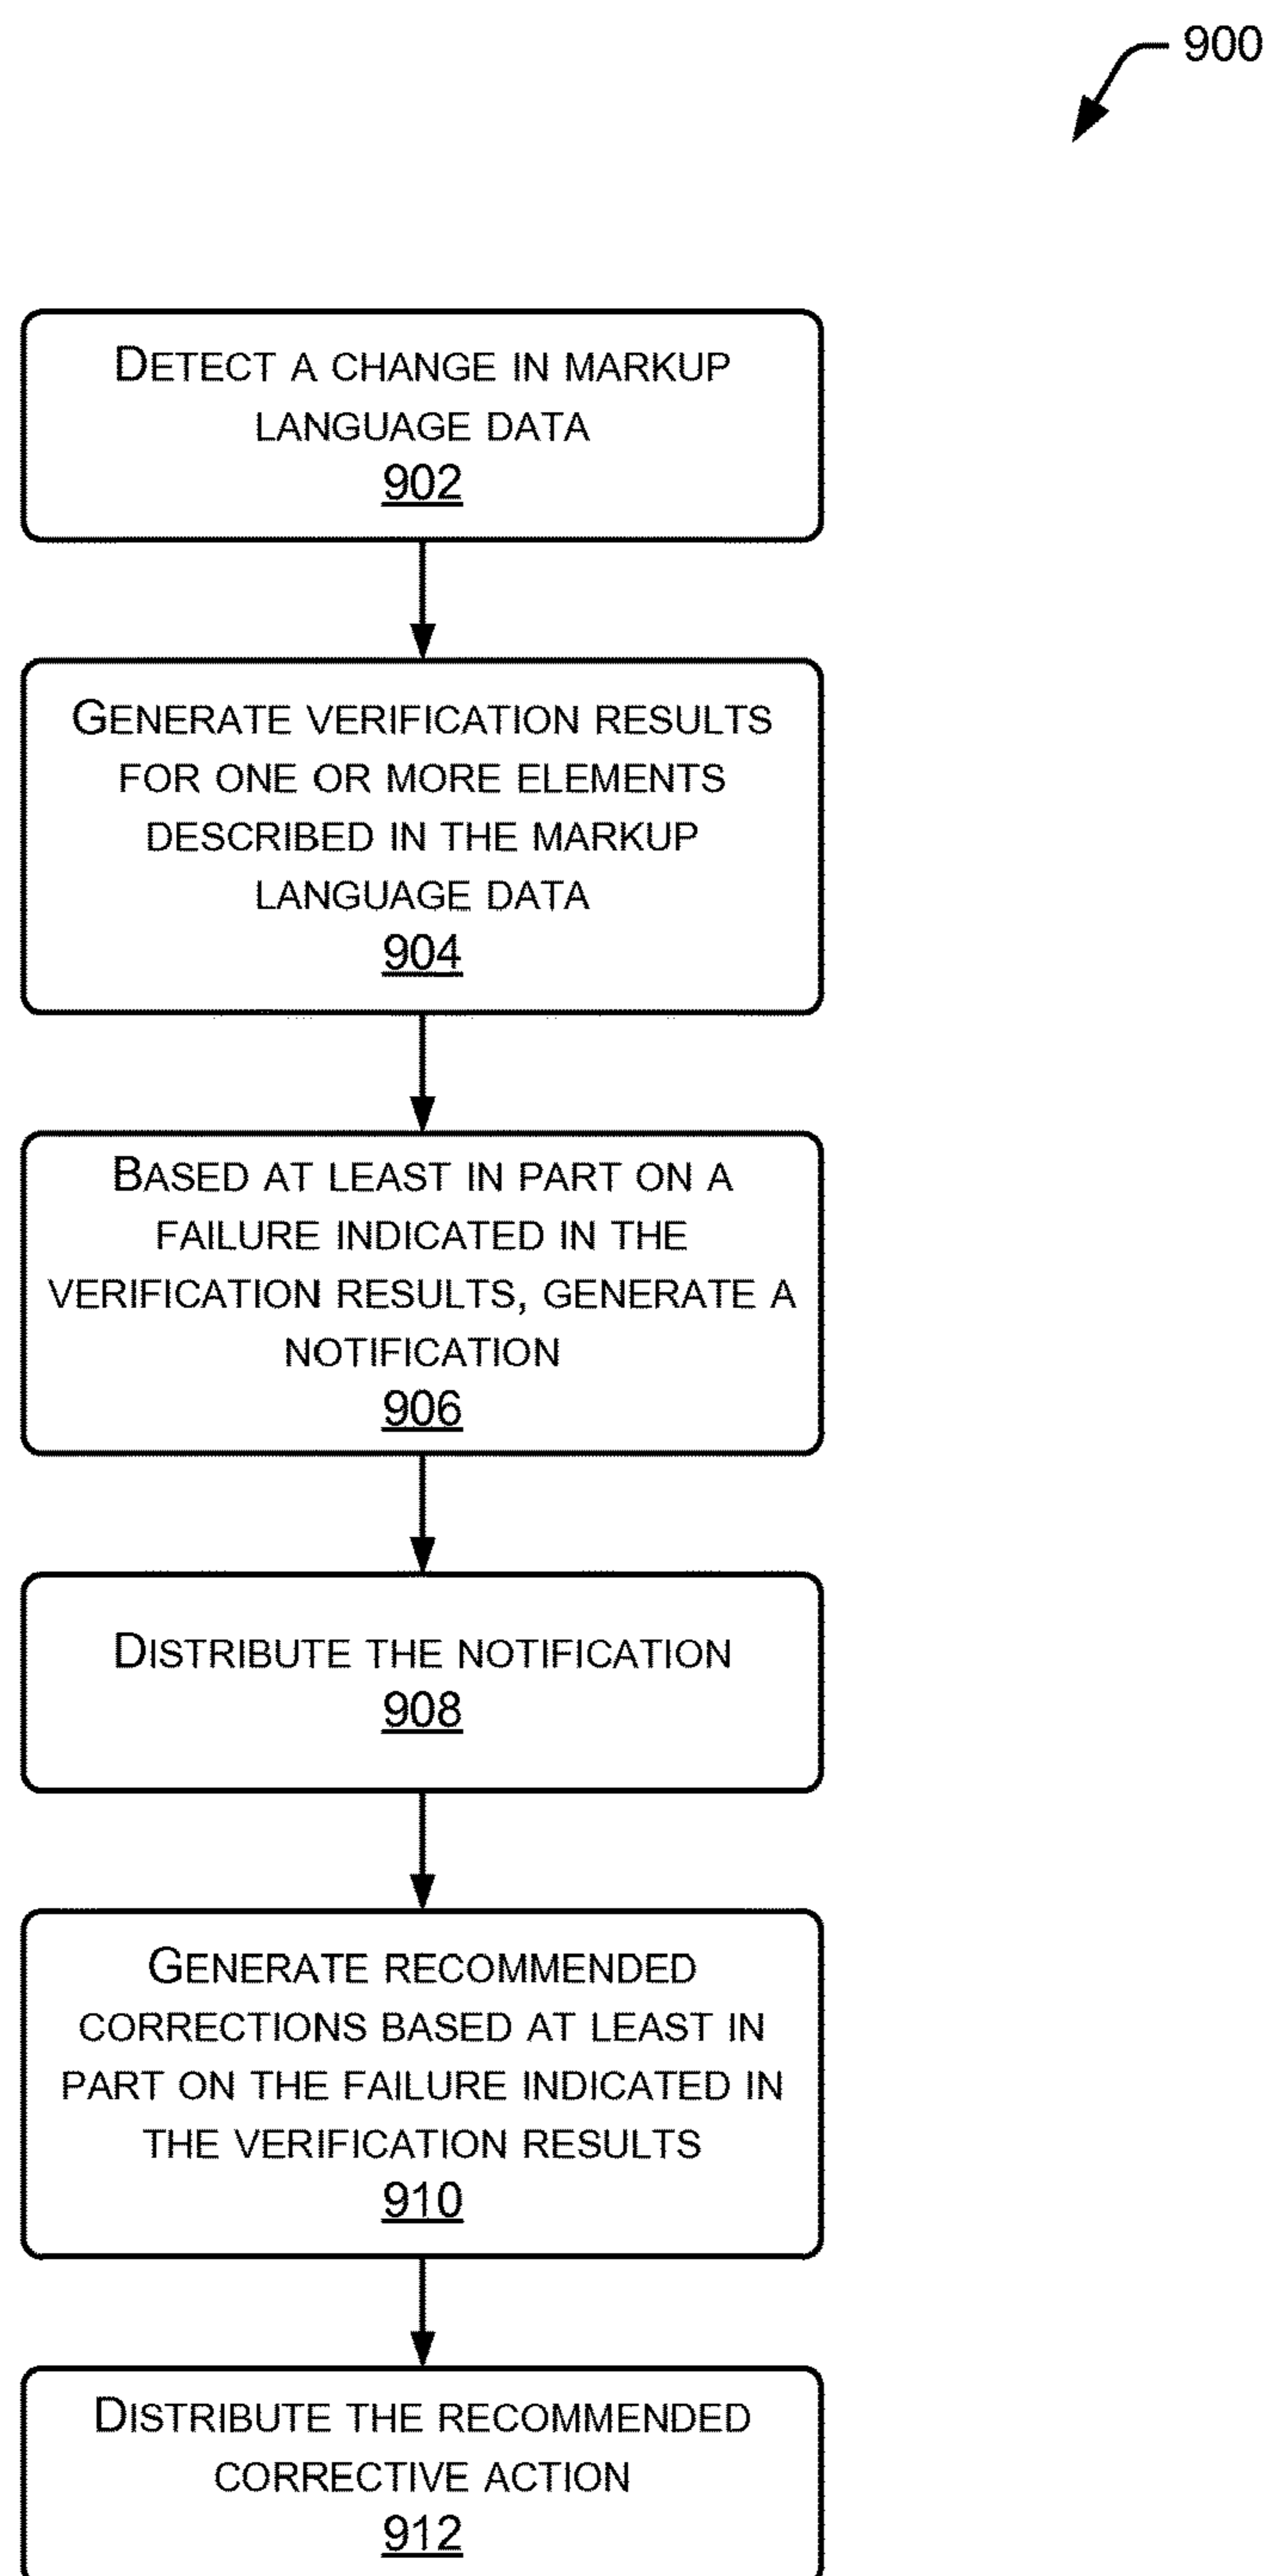 900
DETECT A CHANGE IN MARKUP
LANGUAGE DATA
902
GENERATE VERIFICATION RESULTS
FOR ONE OR MORE ELEMENTS
DESCRIBED IN THE MARKUP
LANGUAGE DATA
904
BASED AT LEAST IN PART ON A
FAILURE INDICATED IN THE
VERIFICATION RESULTS, GENERATE A
NOTIFICATION
906
DISTRIBUTE THE NOTIFICATION
908
GENERATE RECOMMENDED
CORRECTIONS BASED AT LEAST IN
PART ON THE FAILURE INDICATED IN
THE VERIFICATION RESULTS
910
DISTRIBUTE THE RECOMMENDED
CORRECTIVE ACTION
912